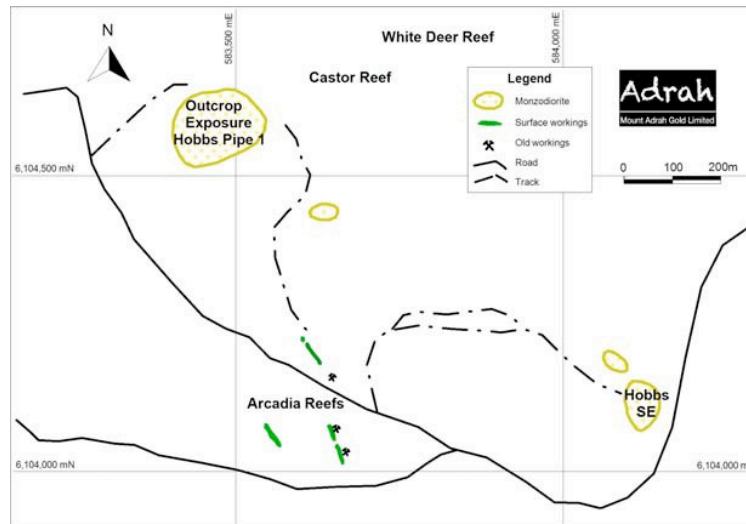 White Deer Reef
583,500 mE
584,000 mE
N
Castor Reef
Outcrop
Exposure
Hobbs Pipe 1
Legend
Monzodiorite
Surface workings
Old workings
Road
Track
Adrah
Mount Adrah Gold Limited
6,104,500 mN
0 100 200m
Arcadia Reefs
Hobbs
SE
6,104,000 mN
6,104,000 mN